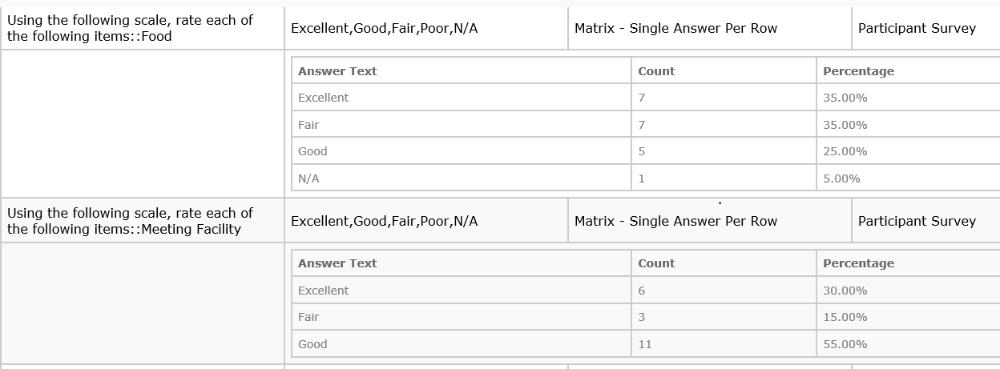 Using the following scale, rate each of
the following items::Food
Excellent,Good,Fair,Poor,N/A
Matrix - Single Answer Per Row
Participant Survey
Answer Text Count Percentage
Excellent 7 35.00%
Fair 7 35.00%
Good 5 25.00%
N/A 1 5.00%
Using the following scale, rate each of
the following items::Meeting Facility
Excellent,Good,Fair,Poor,N/A
Matrix - Single Answer Per Row
Participant Survey
Answer Text Count Percentage
Excellent 6 30.00%
Fair 3 15.00%
Good 11 55.00%